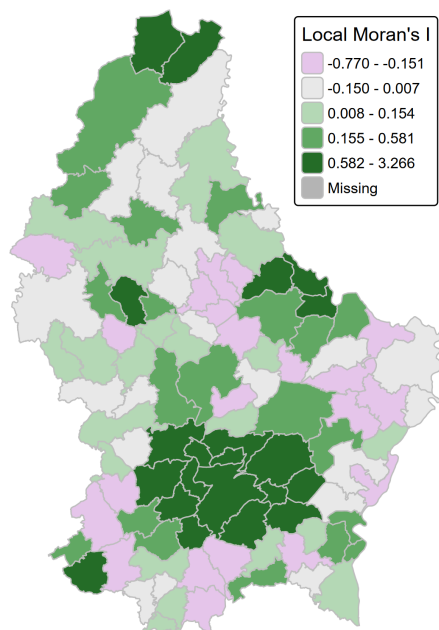 Local Moran's I
-0.770 - -0.151
-0.150 - 0.007
0.008 - 0.154
0.155 - 0.581
0.582 - 3.266
Missing